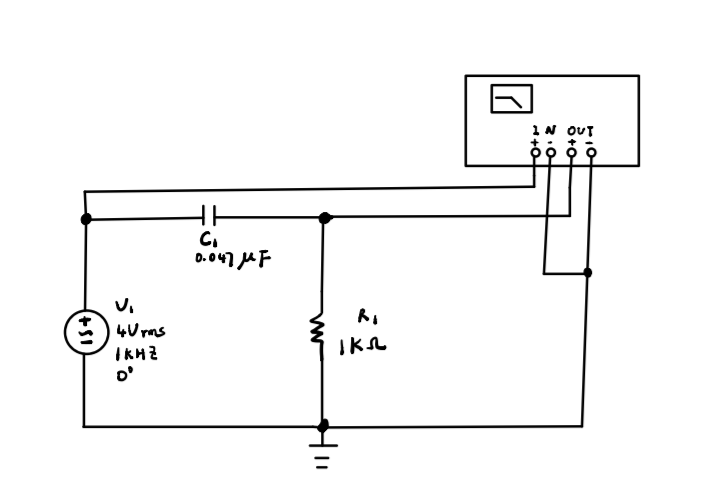 IN OUT
+ - + -
C1
0.047 μF
V1
4Vrms
1KHZ
0°
R1
1KΩ